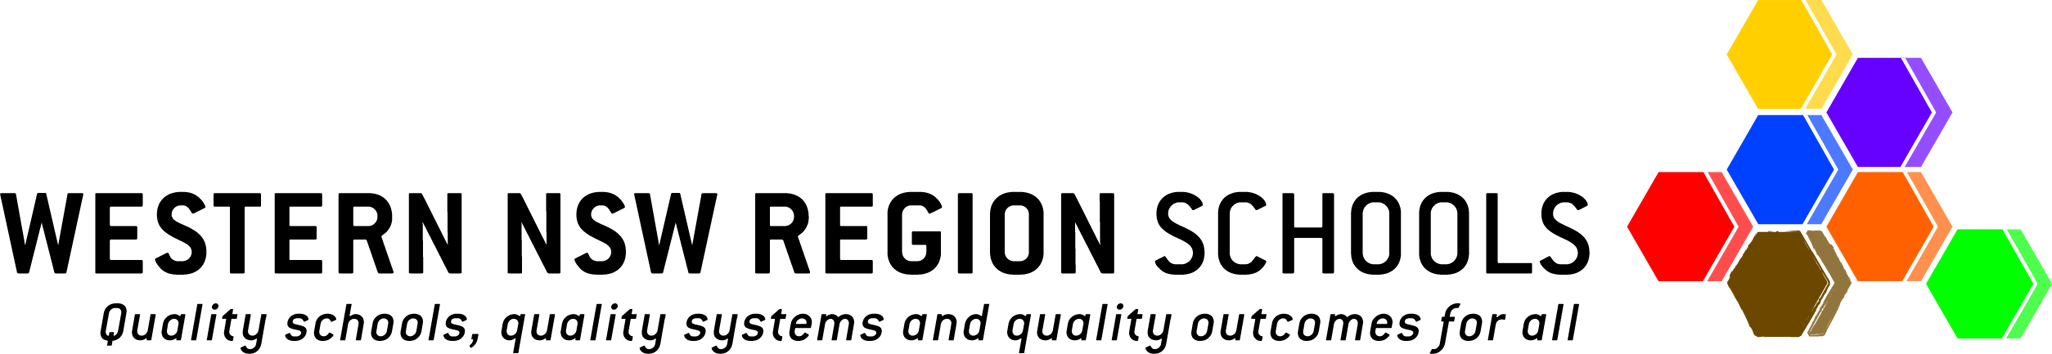 WESTERN NSW REGION SCHOOLS
Quality schools, quality systems and quality outcomes for all